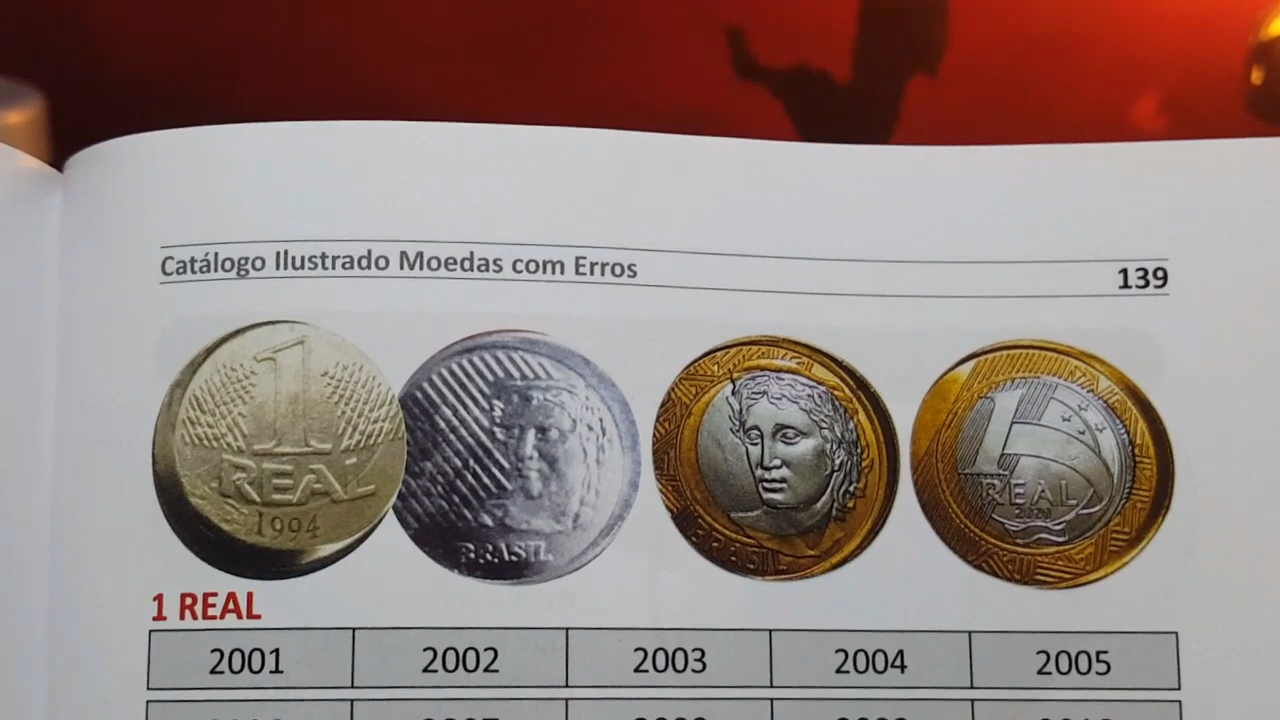 Catálogo Ilustrado Moedas com Erros 139
1 REAL 1994
BRASIL
BRASIL
1 REAL 2020
1 REAL
2001 2002 2003 2004 2005